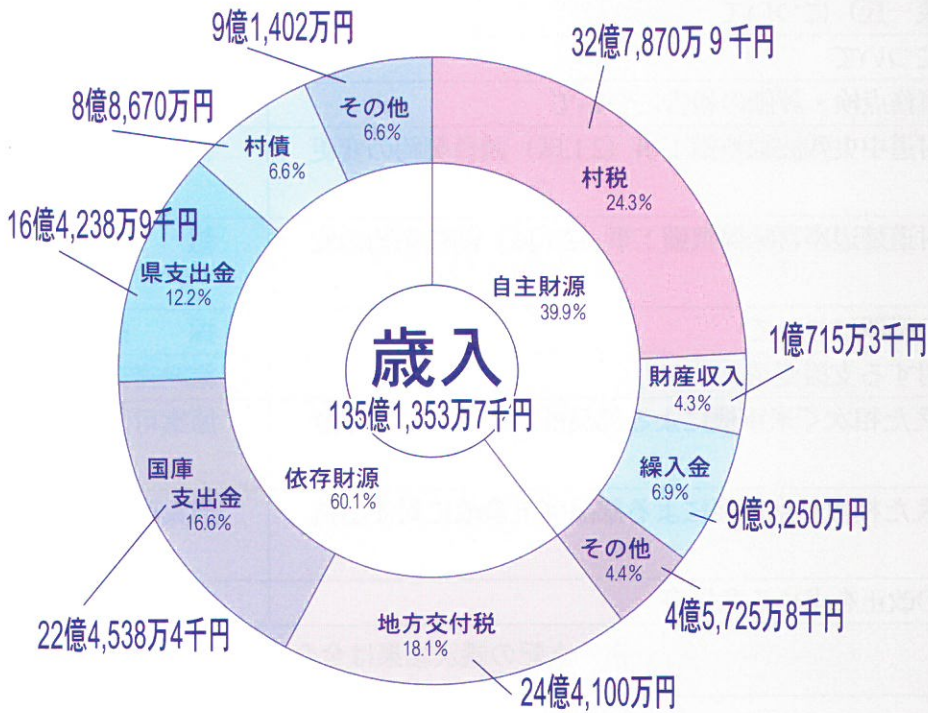 9億1,402万円
32億7,870万9千円
8億8,670万円
その他
6.6%
村債
6.6%
村税
24.3%
16億4,238万9千円
県支出金
12.2%
自主財源
39.9%
1億715万3千円
歳入
財産収入
4.3%
135億1,353万7千円
国庫
支出金
16.6%
依存財源
60.1%
繰入金
6.9%
9億3,250万円
その他
4.4%
4億5,725万8千円
22億4,538万4千円
地方交付税
18.1%
24億4,100万円